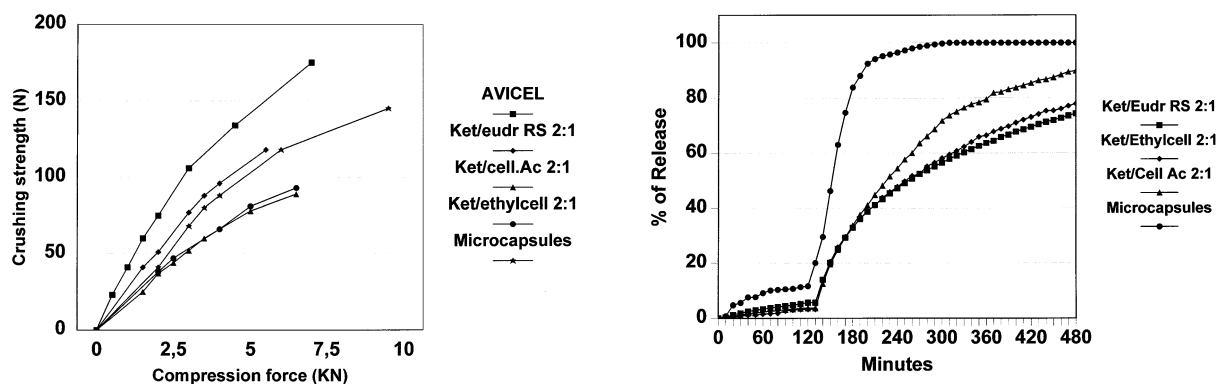 200
150
100
50
0
Crushing strength (N)
0 2,5 5 7,5 10
Compression force (KN)
AVICEL
Ket/eudr RS 2:1
Ket/cell.Ac 2:1
Ket/ethylcell 2:1
Microcapsules
100
80
60
40
20
0
% of Release
0 60 120 180 240 300 360 420 480
Minutes
Ket/Eudr RS 2:1
Ket/Ethylcell 2:1
Ket/Cell Ac 2:1
Microcapsules